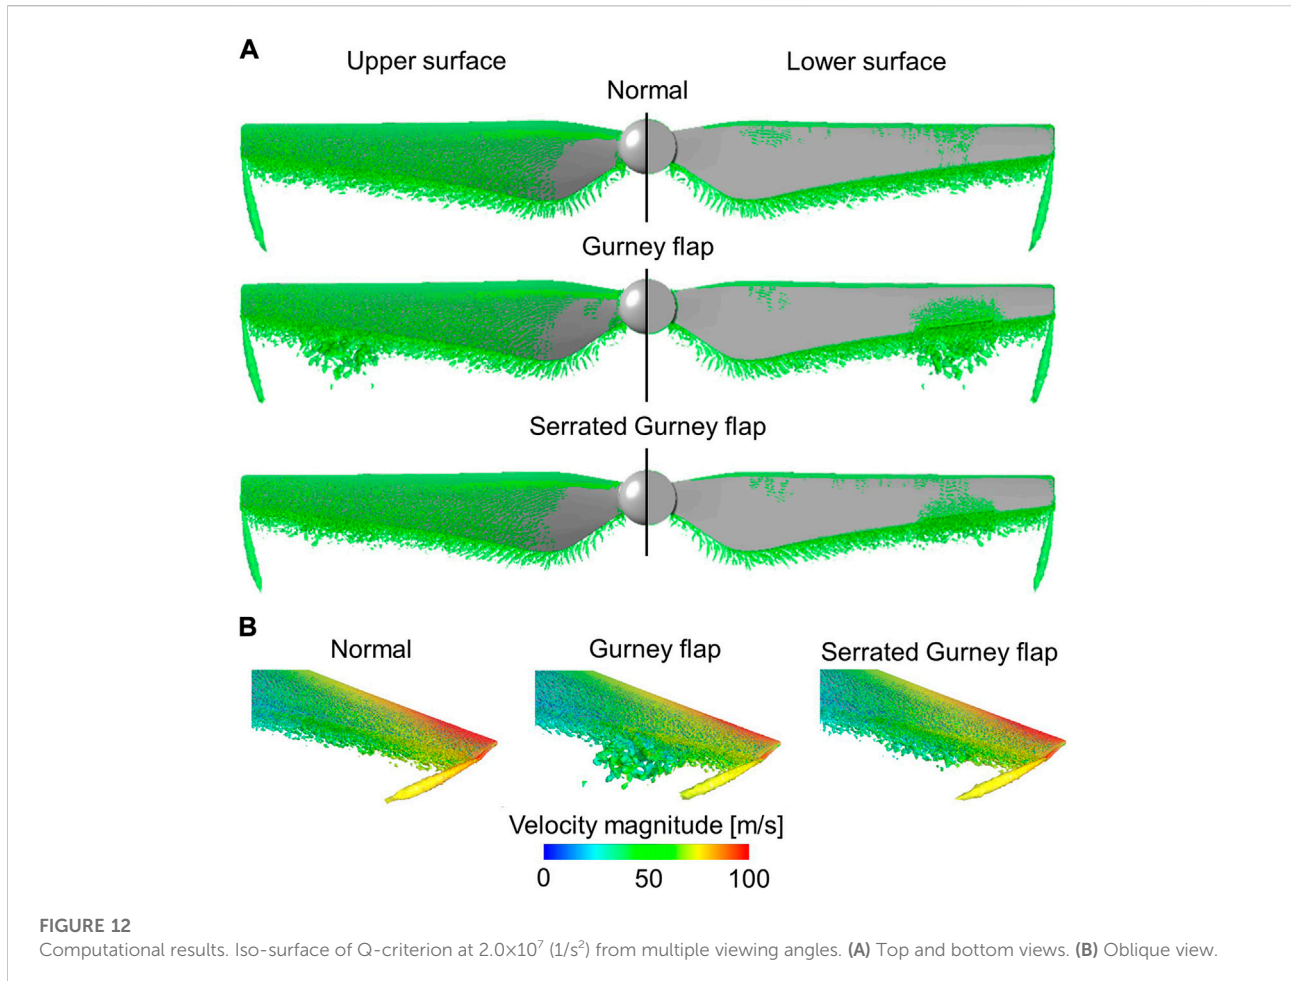 A
Upper surface
Lower surface
Normal
Gurney flap
Serrated Gurney flap
B
Normal
Gurney flap
Serrated Gurney flap
Velocity magnitude [m/s]
0 50 100
FIGURE 12
Computational results. Iso-surface of Q-criterion at 2.0×10⁷ (1/s²) from multiple viewing angles. (A) Top and bottom views. (B) Oblique view.